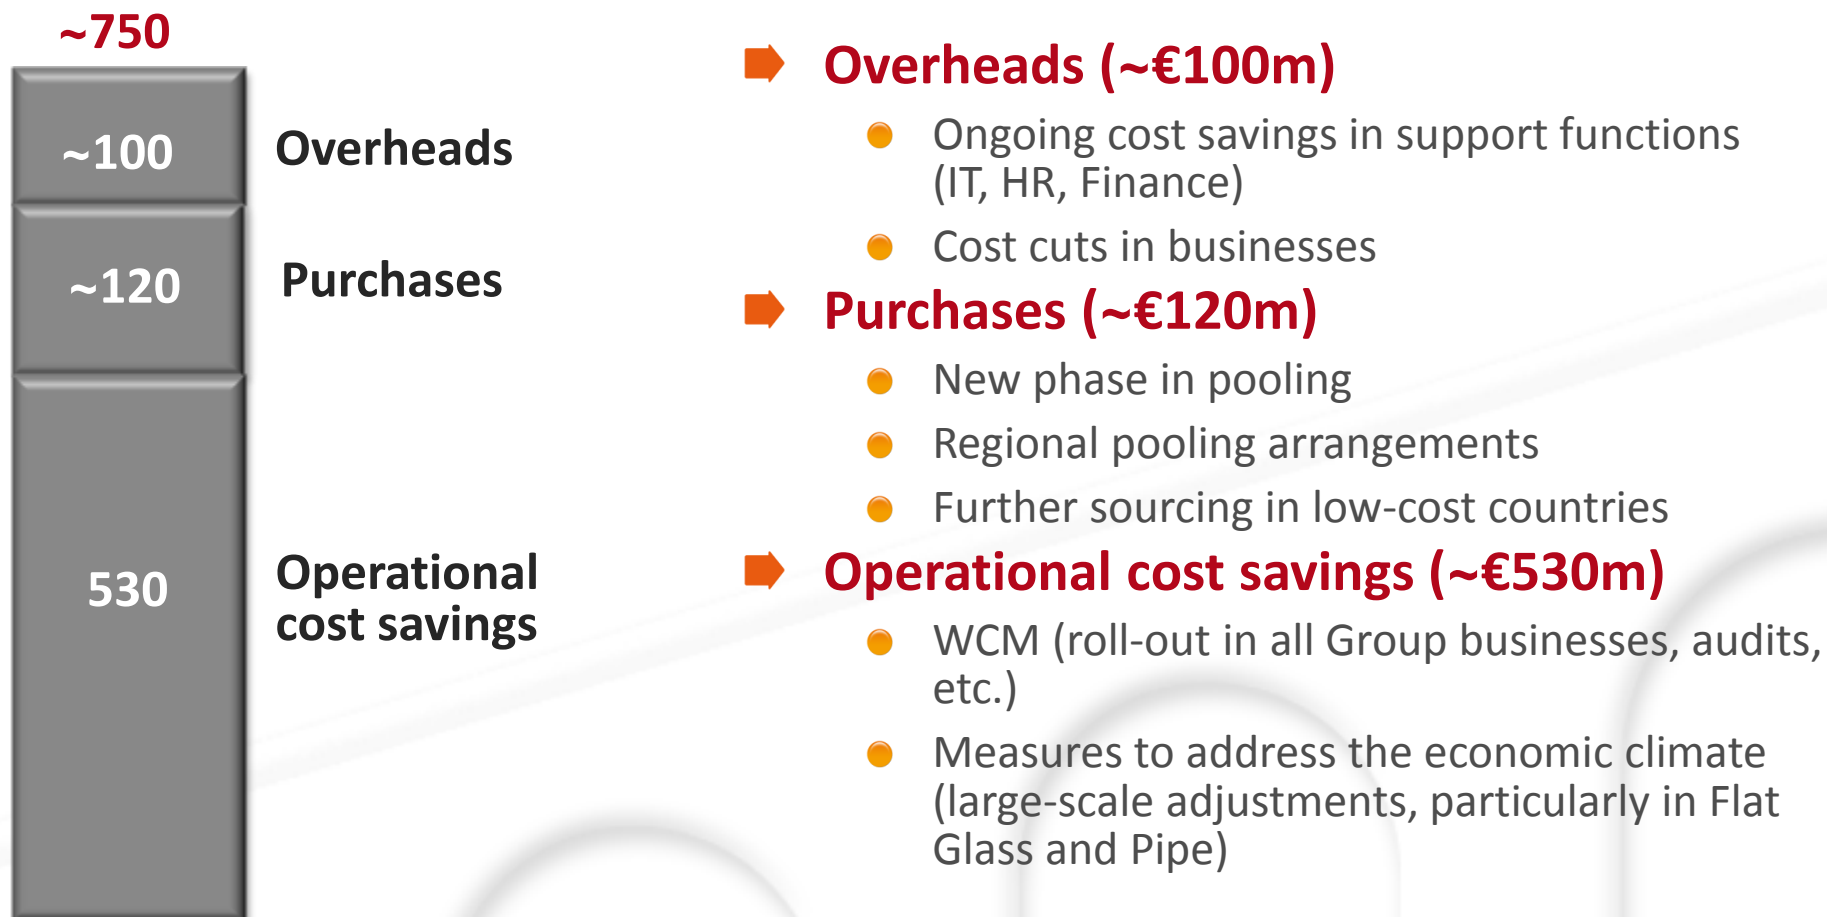 ~750
~100
Overheads
~120
Purchases
530
Operational
cost savings
Overheads (~€100m)
Ongoing cost savings in support functions
(IT, HR, Finance)
Cost cuts in businesses
Purchases (~€120m)
New phase in pooling
Regional pooling arrangements
Further sourcing in low-cost countries
Operational cost savings (~€530m)
WCM (roll-out in all Group businesses, audits,
etc.)
Measures to address the economic climate
(large-scale adjustments, particularly in Flat
Glass and Pipe)